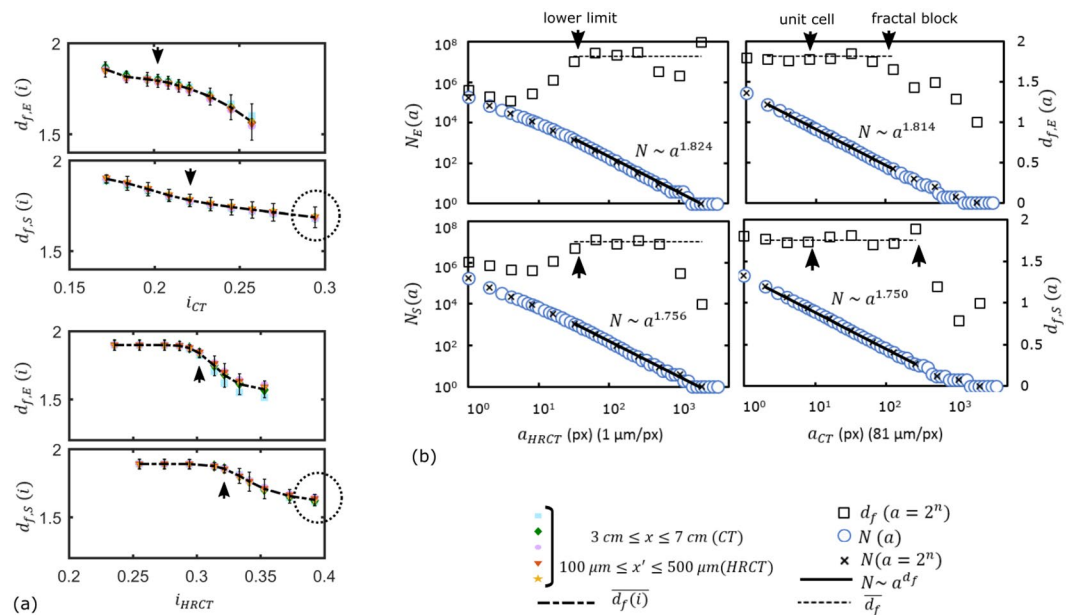 2
1.5
d_{f,E}(i)
2
1.5
d_{f,S}(i)
0.1 0.15 0.2 0.25 0.3
i_{CT}
2
1.5
d_{f,E}(i)
2
1.5
d_{f,S}(i)
0.2 0.25 0.3 0.35 0.4
(a) i_{HRCT}
lower limit unit cell fractal block
10^8
10^6
10^4
10^2
10^0
N_E(a)
N ~ a^{1.824}
N ~ a^{1.814}
2
1.5
1
0.5
0
d_{f,E}(a)
10^8
10^6
10^4
10^2
10^0
N_S(a)
N ~ a^{1.756}
N ~ a^{1.750}
2
1.5
1
0.5
0
d_{f,S}(a)
10^0 10^1 10^2 10^3 10^0 10^1 10^2 10^3
(b) a_{HRCT} (px) (1 μm/px) a_{CT} (px) (81 μm/px)
3 cm ≤ x ≤ 7 cm (CT)
100 μm ≤ x′ ≤ 500 μm(HRCT)
\overline{d_f(i)}
d_f (a = 2^n)
N (a)
N(a = 2^n)
N~ a^{d_f}
\overline{d_f}